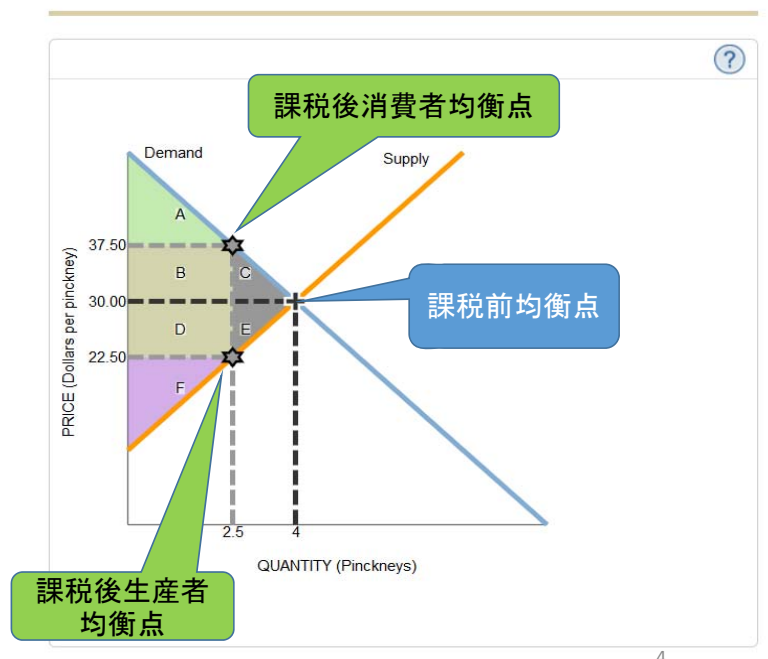 ?
課税後消費者均衡点
Demand
Supply
A
37.50
B
C
30.00
課税前均衡点
D
E
22.50
F
PRICE (Dollars per pinckney)
2.5
4
QUANTITY (Pinckneys)
課税後生産者
均衡点
4